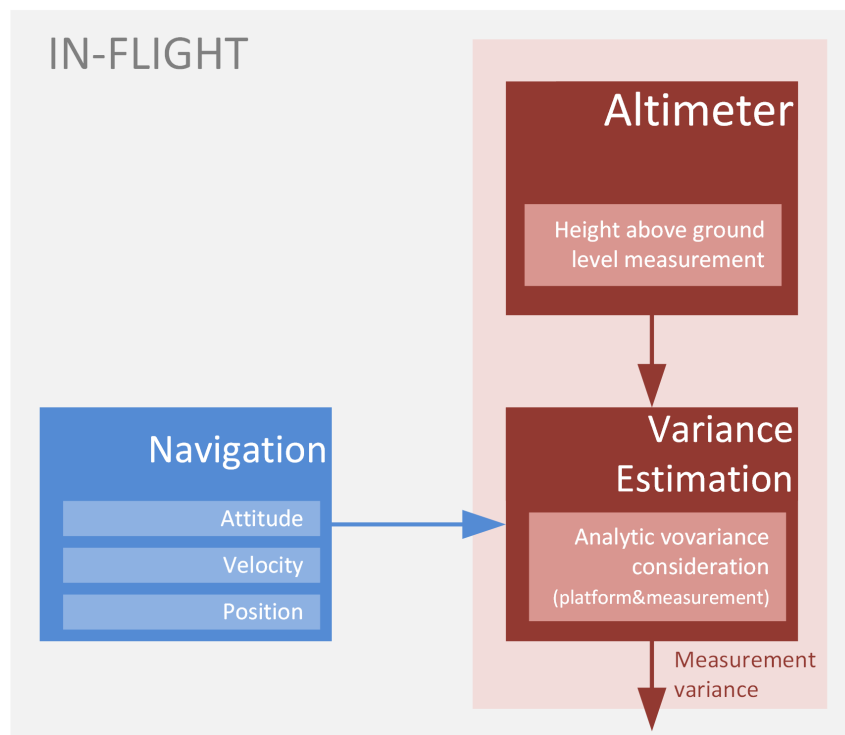 IN-FLIGHT
Altimeter
Height above ground
level measurement
Navigation
Attitude
Velocity
Position
Variance
Estimation
Analytic vovariance
consideration
(platform&measurement)
Measurement
variance